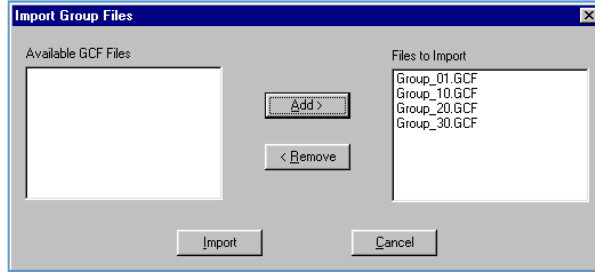 Import Group Files
Available GCF Files
Files to Import
Group_01.GCF
Group_10.GCF
Group_20.GCF
Group_30.GCF
Add >
< Remove
Import
Cancel